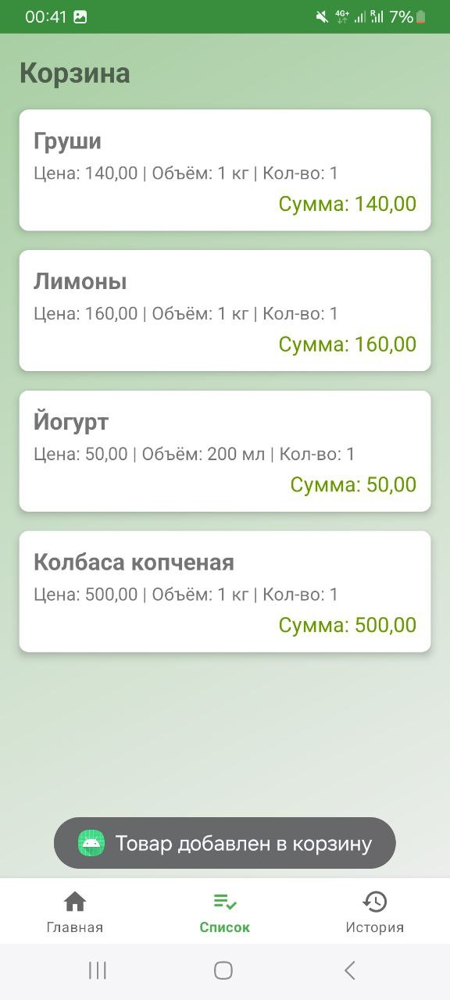 00:41 4G+ R 7%
Корзина
Груши
Цена: 140,00 | Объём: 1 кг | Кол-во: 1
Сумма: 140,00
Лимоны
Цена: 160,00 | Объём: 1 кг | Кол-во: 1
Сумма: 160,00
Йогурт
Цена: 50,00 | Объём: 200 мл | Кол-во: 1
Сумма: 50,00
Колбаса копченая
Цена: 500,00 | Объём: 1 кг | Кол-во: 1
Сумма: 500,00
Товар добавлен в корзину
Главная Список История